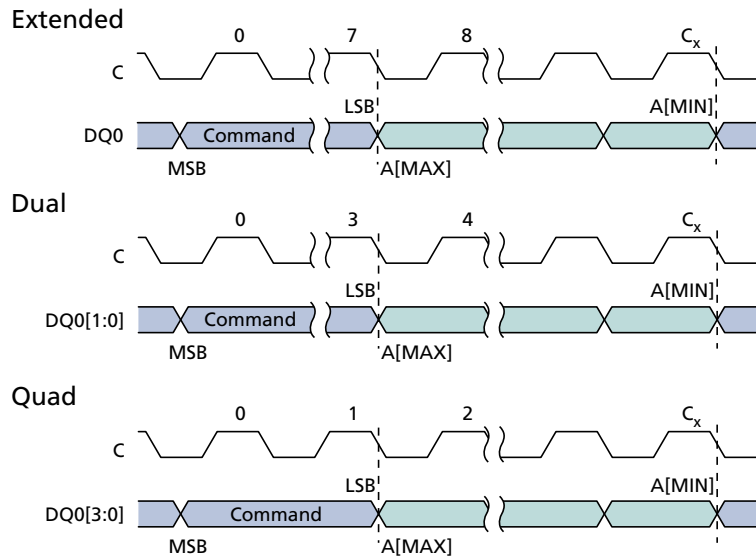 Extended
0 7 8 Cx
C
LSB A[MIN]
DQ0 Command
MSB A[MAX]
Dual
0 3 4 Cx
C
LSB A[MIN]
DQ0[1:0] Command
MSB A[MAX]
Quad
0 1 2 Cx
C
LSB A[MIN]
DQ0[3:0] Command
MSB A[MAX]